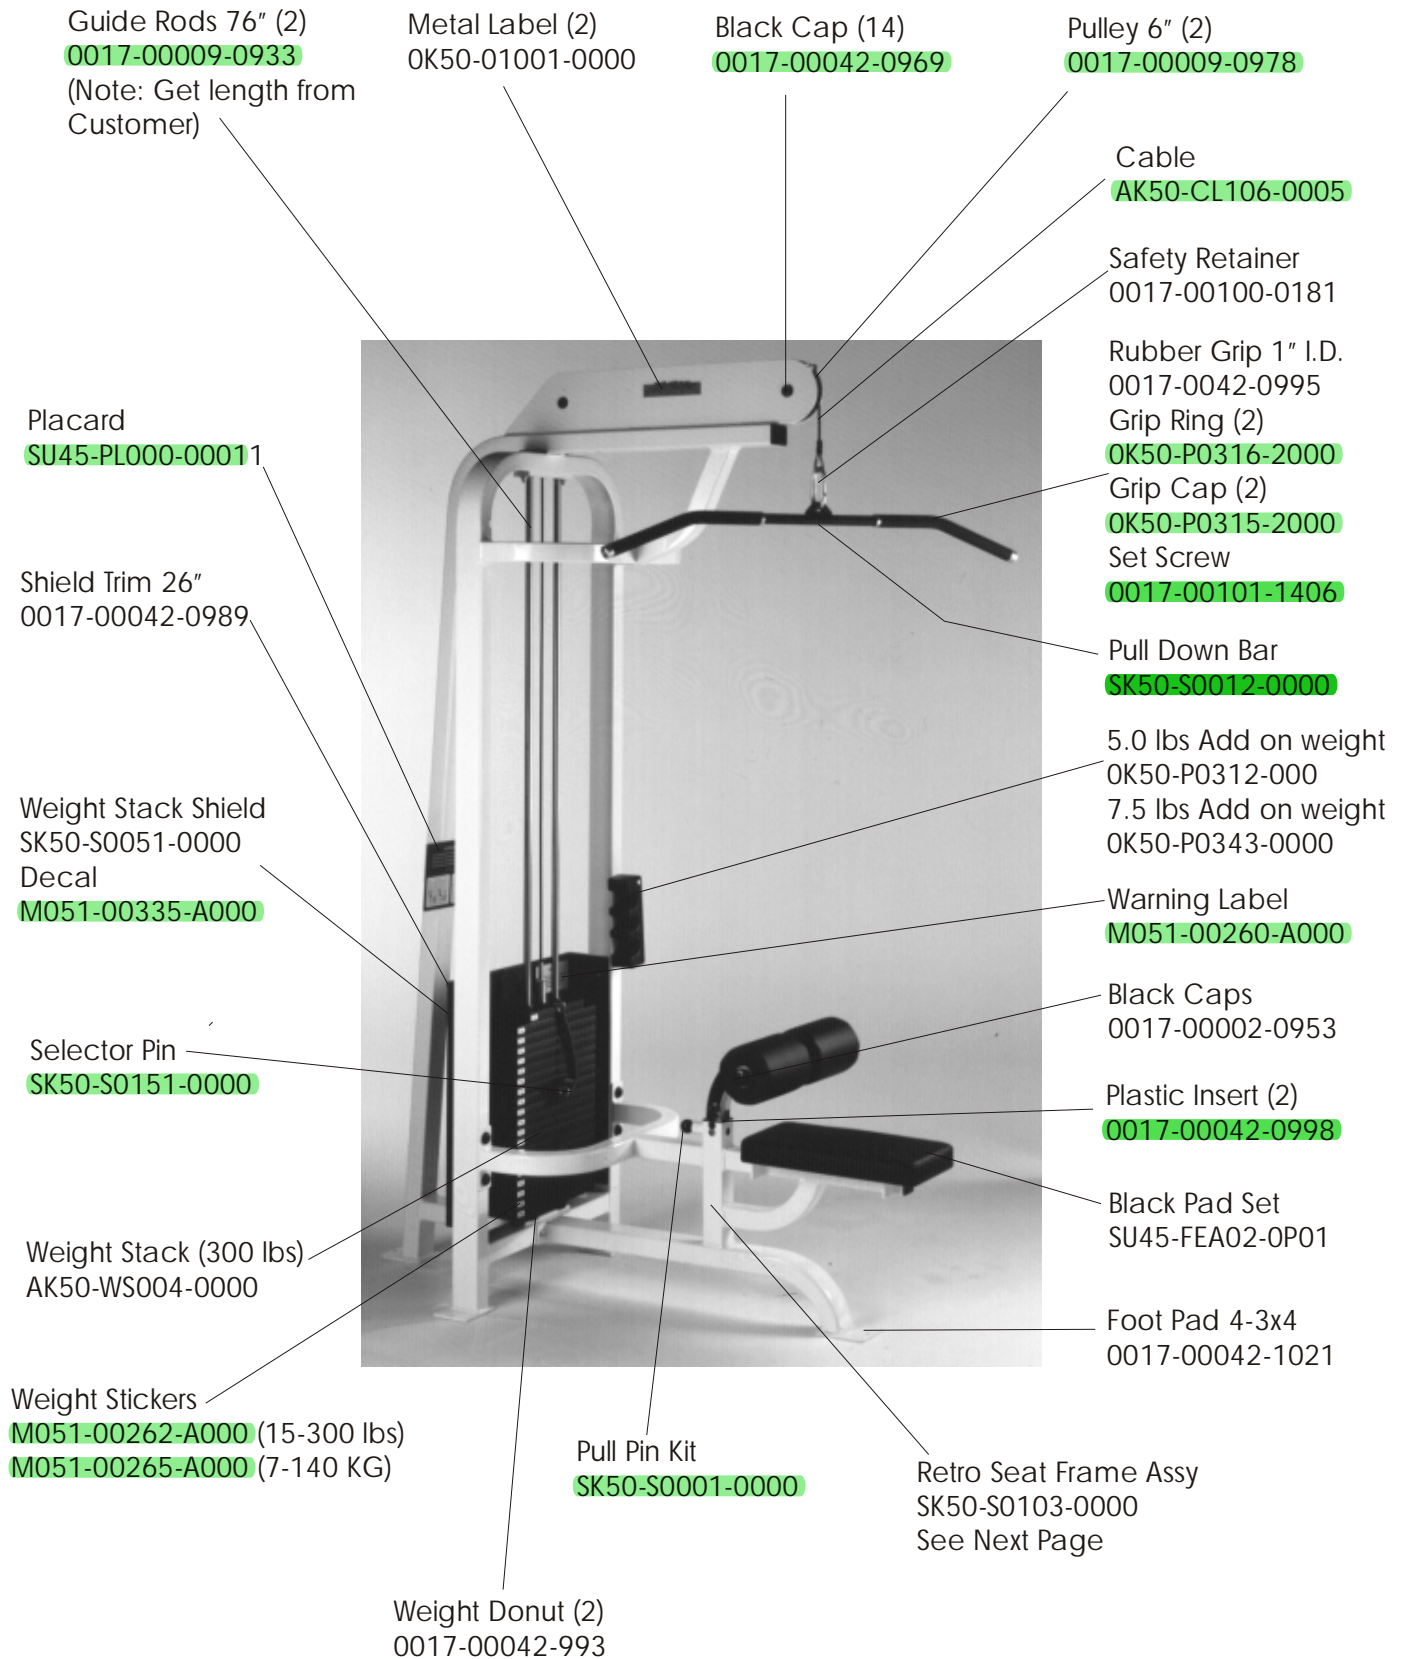 Guide Rods 76" (2)
0017-00009-0933
(Note: Get length from
Customer)
Metal Label (2)
0K50-01001-0000
Black Cap (14)
0017-00042-0969
Pulley 6" (2)
0017-00009-0978
Cable
AK50-CL106-0005
Safety Retainer
0017-00100-0181
Rubber Grip 1" I.D.
0017-0042-0995
Grip Ring (2)
0K50-P0316-2000
Grip Cap (2)
0K50-P0315-2000
Set Screw
0017-00101-1406
Pull Down Bar
SK50-S0012-0000
5.0 lbs Add on weight
0K50-P0312-000
7.5 lbs Add on weight
0K50-P0343-0000
Warning Label
M051-00260-A000
Black Caps
0017-00002-0953
Plastic Insert (2)
0017-00042-0998
Black Pad Set
SU45-FEA02-0P01
Foot Pad 4-3x4
0017-00042-1021
Placard
SU45-PL000-00011
Shield Trim 26"
0017-00042-0989
Weight Stack Shield
SK50-S0051-0000
Decal
M051-00335-A000
Selector Pin
SK50-S0151-0000
Weight Stack (300 lbs)
AK50-WS004-0000
Weight Stickers
M051-00262-A000 (15-300 lbs)
M051-00265-A000 (7-140 KG)
Pull Pin Kit
SK50-S0001-0000
Retro Seat Frame Assy
SK50-S0103-0000
See Next Page
Weight Donut (2)
0017-00042-993